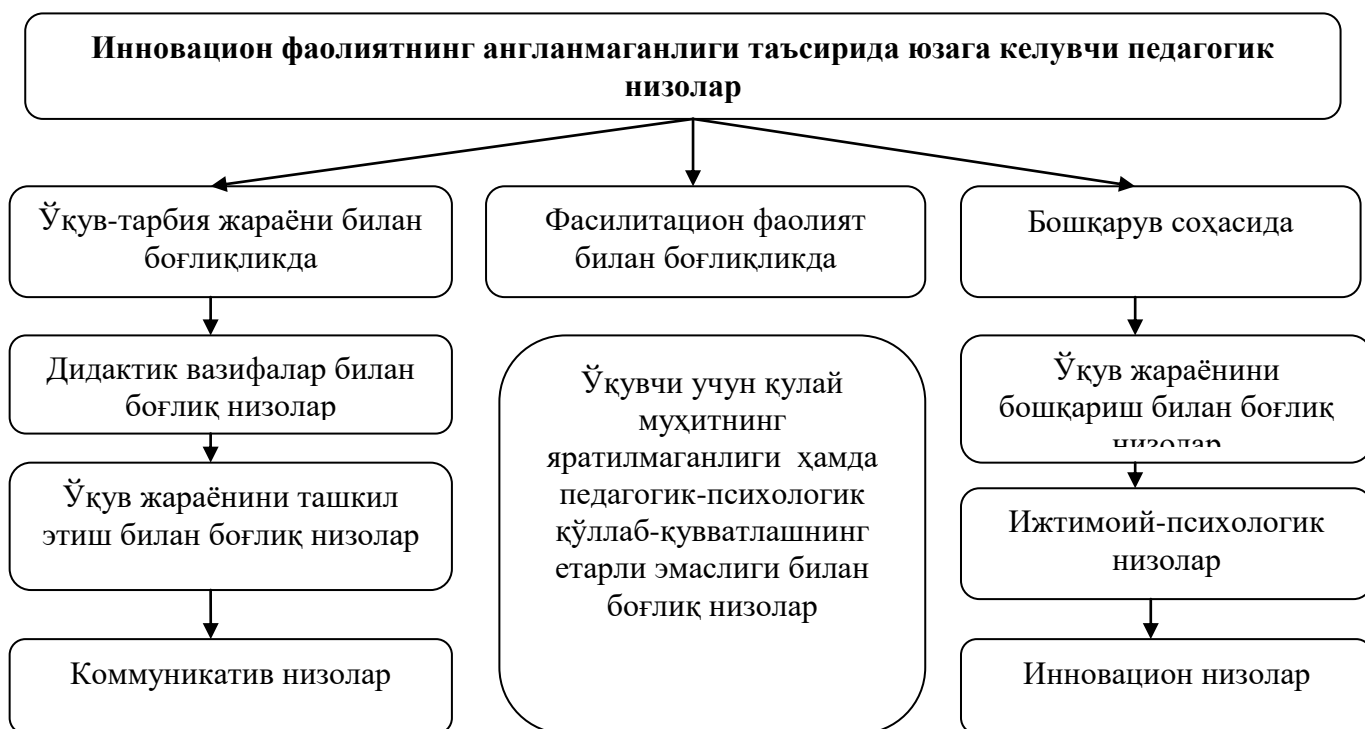 Инновацион фаолиятнинг англанмаганлиги таъсирида юзага келувчи педагогик
низолар
Ўқув-тарбия жараёни билан
боғлиқликда
Фасилитацион фаолият
билан боғлиқликда
Бошқарув соҳасида
Дидактик вазифалар билан
боғлиқ низолар
Ўқув жараёнини ташкил
этиш билан боғлиқ низолар
Коммуникатив низолар
Ўқувчи учун қулай
муҳитнинг
яратилмаганлиги ҳамда
педагогик-психологик
қўллаб-қувватлашнинг
етарли эмаслиги билан
боғлиқ низолар
Ўқув жараёнини
бошқариш билан боғлиқ
низолар
Ижтимоий-психологик
низолар
Инновацион низолар